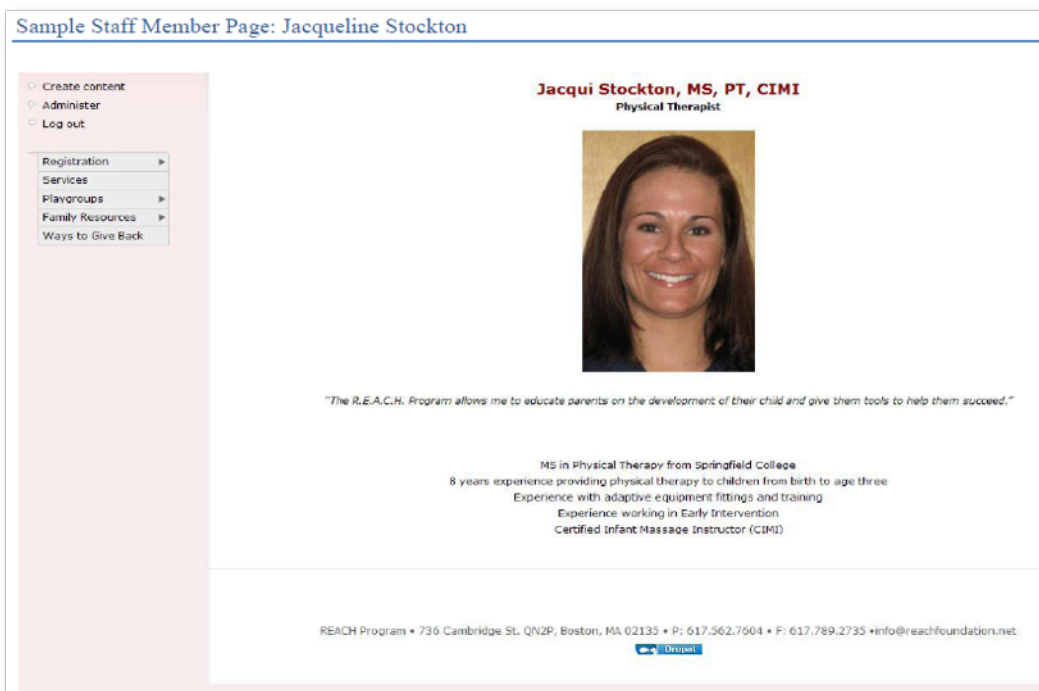 Sample Staff Member Page: Jacqueline Stockton
Create content
Administer
Log out
Registration
Services
Playgroups
Family Resources
Ways to Give Back
Jacqui Stockton, MS, PT, CIMI
Physical Therapist
"The R.E.A.C.H. Program allows me to educate parents on the development of their child and give them tools to help them succeed."
MS in Physical Therapy from Springfield College
8 years experience providing physical therapy to children from birth to age three
Experience with adaptive equipment fittings and training
Experience working in Early Intervention
Certified Infant Massage Instructor (CIMI)
REACH Program • 736 Cambridge St. QN2P, Boston, MA 02135 • P: 617.562.7604 • F: 617.789.2735 •info@reachfoundation.net
Drupal